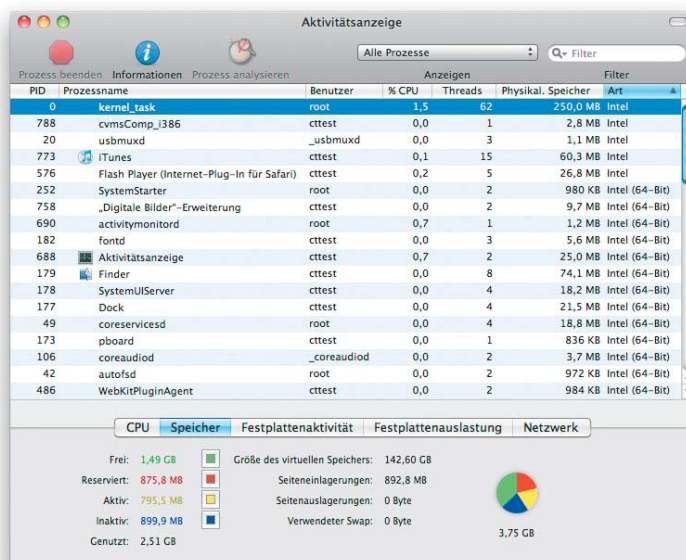 Aktivitätsanzeige
Alle Prozesse
Filter
Prozess beenden Informationen Prozess analysieren Anzeigen Filter
PID Prozessname Benutzer % CPU Threads Physikal. Speicher Art
0 kernel_task root 1,5 62 250,0 MB Intel
788 cvmsComp_i386 cttest 0,0 1 2,8 MB Intel
20 usbmuxd _usbmuxd 0,0 3 1,1 MB Intel
773 iTunes cttest 0,1 15 60,3 MB Intel
576 Flash Player (Internet-Plug-In für Safari) cttest 0,2 5 26,8 MB Intel
252 SystemStarter root 0,0 2 980 KB Intel (64-Bit)
758 „Digitale Bilder“-Erweiterung cttest 0,0 2 9,7 MB Intel (64-Bit)
690 activitymonitord root 0,7 1 1,2 MB Intel (64-Bit)
182 fontd cttest 0,0 3 5,6 MB Intel (64-Bit)
688 Aktivitätsanzeige cttest 0,7 2 25,0 MB Intel (64-Bit)
179 Finder cttest 0,0 8 74,1 MB Intel (64-Bit)
178 SystemUIServer cttest 0,0 4 18,2 MB Intel (64-Bit)
177 Dock cttest 0,0 4 21,5 MB Intel (64-Bit)
49 coreservicesd root 0,0 4 18,8 MB Intel (64-Bit)
173 pboard cttest 0,0 1 836 KB Intel (64-Bit)
106 coreaudiod _coreaudiod 0,0 2 3,7 MB Intel (64-Bit)
42 autofsd root 0,0 2 972 KB Intel (64-Bit)
486 WebKitPluginAgent cttest 0,0 2 984 KB Intel (64-Bit)
CPU Speicher Festplattenaktivität Festplattenauslastung Netzwerk
Frei: 1,49 GB Größe des virtuellen Speichers: 142,60 GB
Reserviert: 875,8 MB Seiteneinlagerungen: 892,8 MB
Aktiv: 795,5 MB Seitenauslagerungen: 0 Byte
Inaktiv: 899,9 MB Verwendeter Swap: 0 Byte
Genutzt: 2,51 GB
3,75 GB